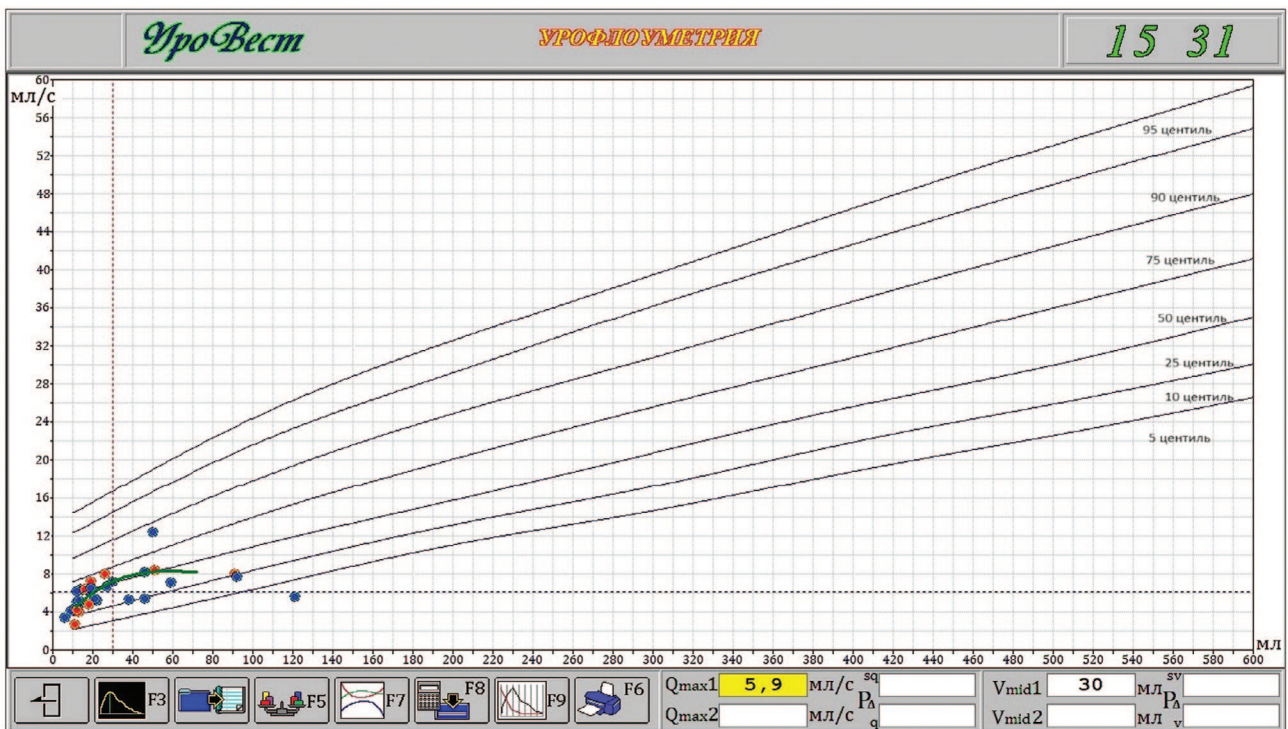 УроВест
УРОФЛОУМЕТРИЯ
15 31
мл/с
60
56
52
48
44
40
36
32
28
24
20
16
12
8
4
0
95 центиль
90 центиль
75 центиль
50 центиль
25 центиль
10 центиль
5 центиль
0 20 40 60 80 100 120 140 160 180 200 220 240 260 280 300 320 340 360 380 400 420 440 460 480 500 520 540 560 580 600
мл
F3 F5 F7 F8 F9 F6
Qmax1 5,9 мл/с sq
Qmax2 мл/с PΔ q
Vmid1 30 мл sv
Vmid2 мл PΔ v